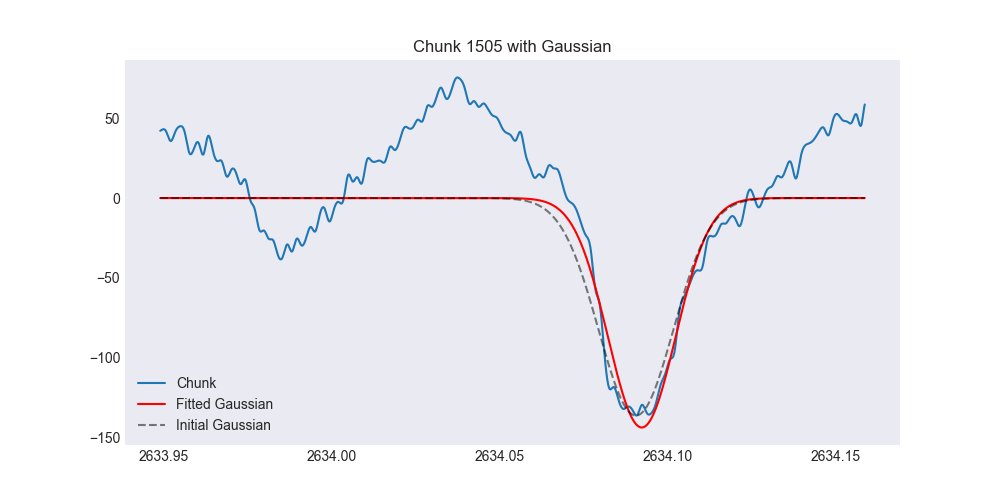 Chunk 1505 with Gaussian
50
0
−50
−100
−150
Chunk
Fitted Gaussian
Initial Gaussian
2633.95 2634.00 2634.05 2634.10 2634.15